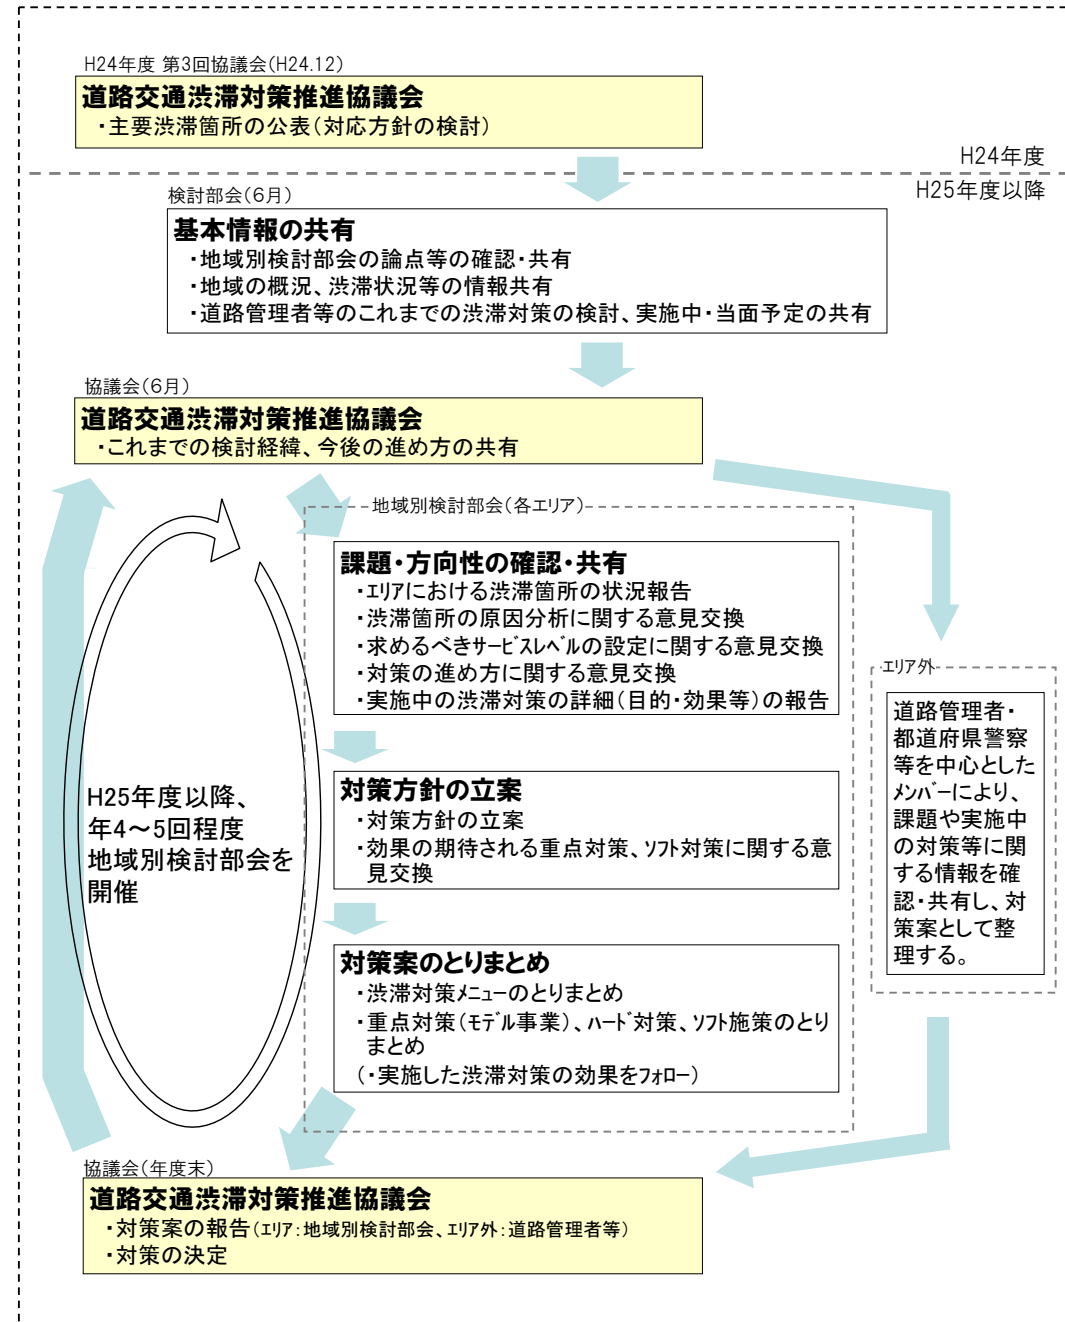 H24年度 第3回協議会(H24.12)
道路交通渋滞対策推進協議会
・主要渋滞箇所の公表(対応方針の検討)
H24年度
H25年度以降
検討部会(6月)
基本情報の共有
・地域別検討部会の論点等の確認・共有
・地域の概況、渋滞状況等の情報共有
・道路管理者等のこれまでの渋滞対策の検討、実施中・当面予定の共有
協議会(6月)
道路交通渋滞対策推進協議会
・これまでの検討経緯、今後の進め方の共有
地域別検討部会(各エリア)
課題・方向性の確認・共有
・ｴﾘｱにおける渋滞箇所の状況報告
・渋滞箇所の原因分析に関する意見交換
・求めるべきｻｰﾋﾞｽﾚﾍﾞﾙの設定に関する意見交換
・対策の進め方に関する意見交換
・実施中の渋滞対策の詳細(目的・効果等)の報告
対策方針の立案
・対策方針の立案
・効果の期待される重点対策、ｿﾌﾄ対策に関する意
見交換
対策案のとりまとめ
・渋滞対策ﾒﾆｭｰのとりまとめ
・重点対策(ﾓﾃﾞﾙ事業)、ﾊｰﾄﾞ対策、ｿﾌﾄ施策のとり
まとめ
(・実施した渋滞対策の効果をﾌｫﾛｰ)
H25年度以降、
年4～5回程度
地域別検討部会を
開催
ｴﾘｱ外
道路管理者・
都道府県警察
等を中心とした
ﾒﾝﾊﾞｰにより、
課題や実施中
の対策等に関
する情報を確
認・共有し、対
策案として整
理する。
協議会(年度末)
道路交通渋滞対策推進協議会
・対策案の報告(ｴﾘｱ:地域別検討部会、ｴﾘｱ外:道路管理者等)
・対策の決定